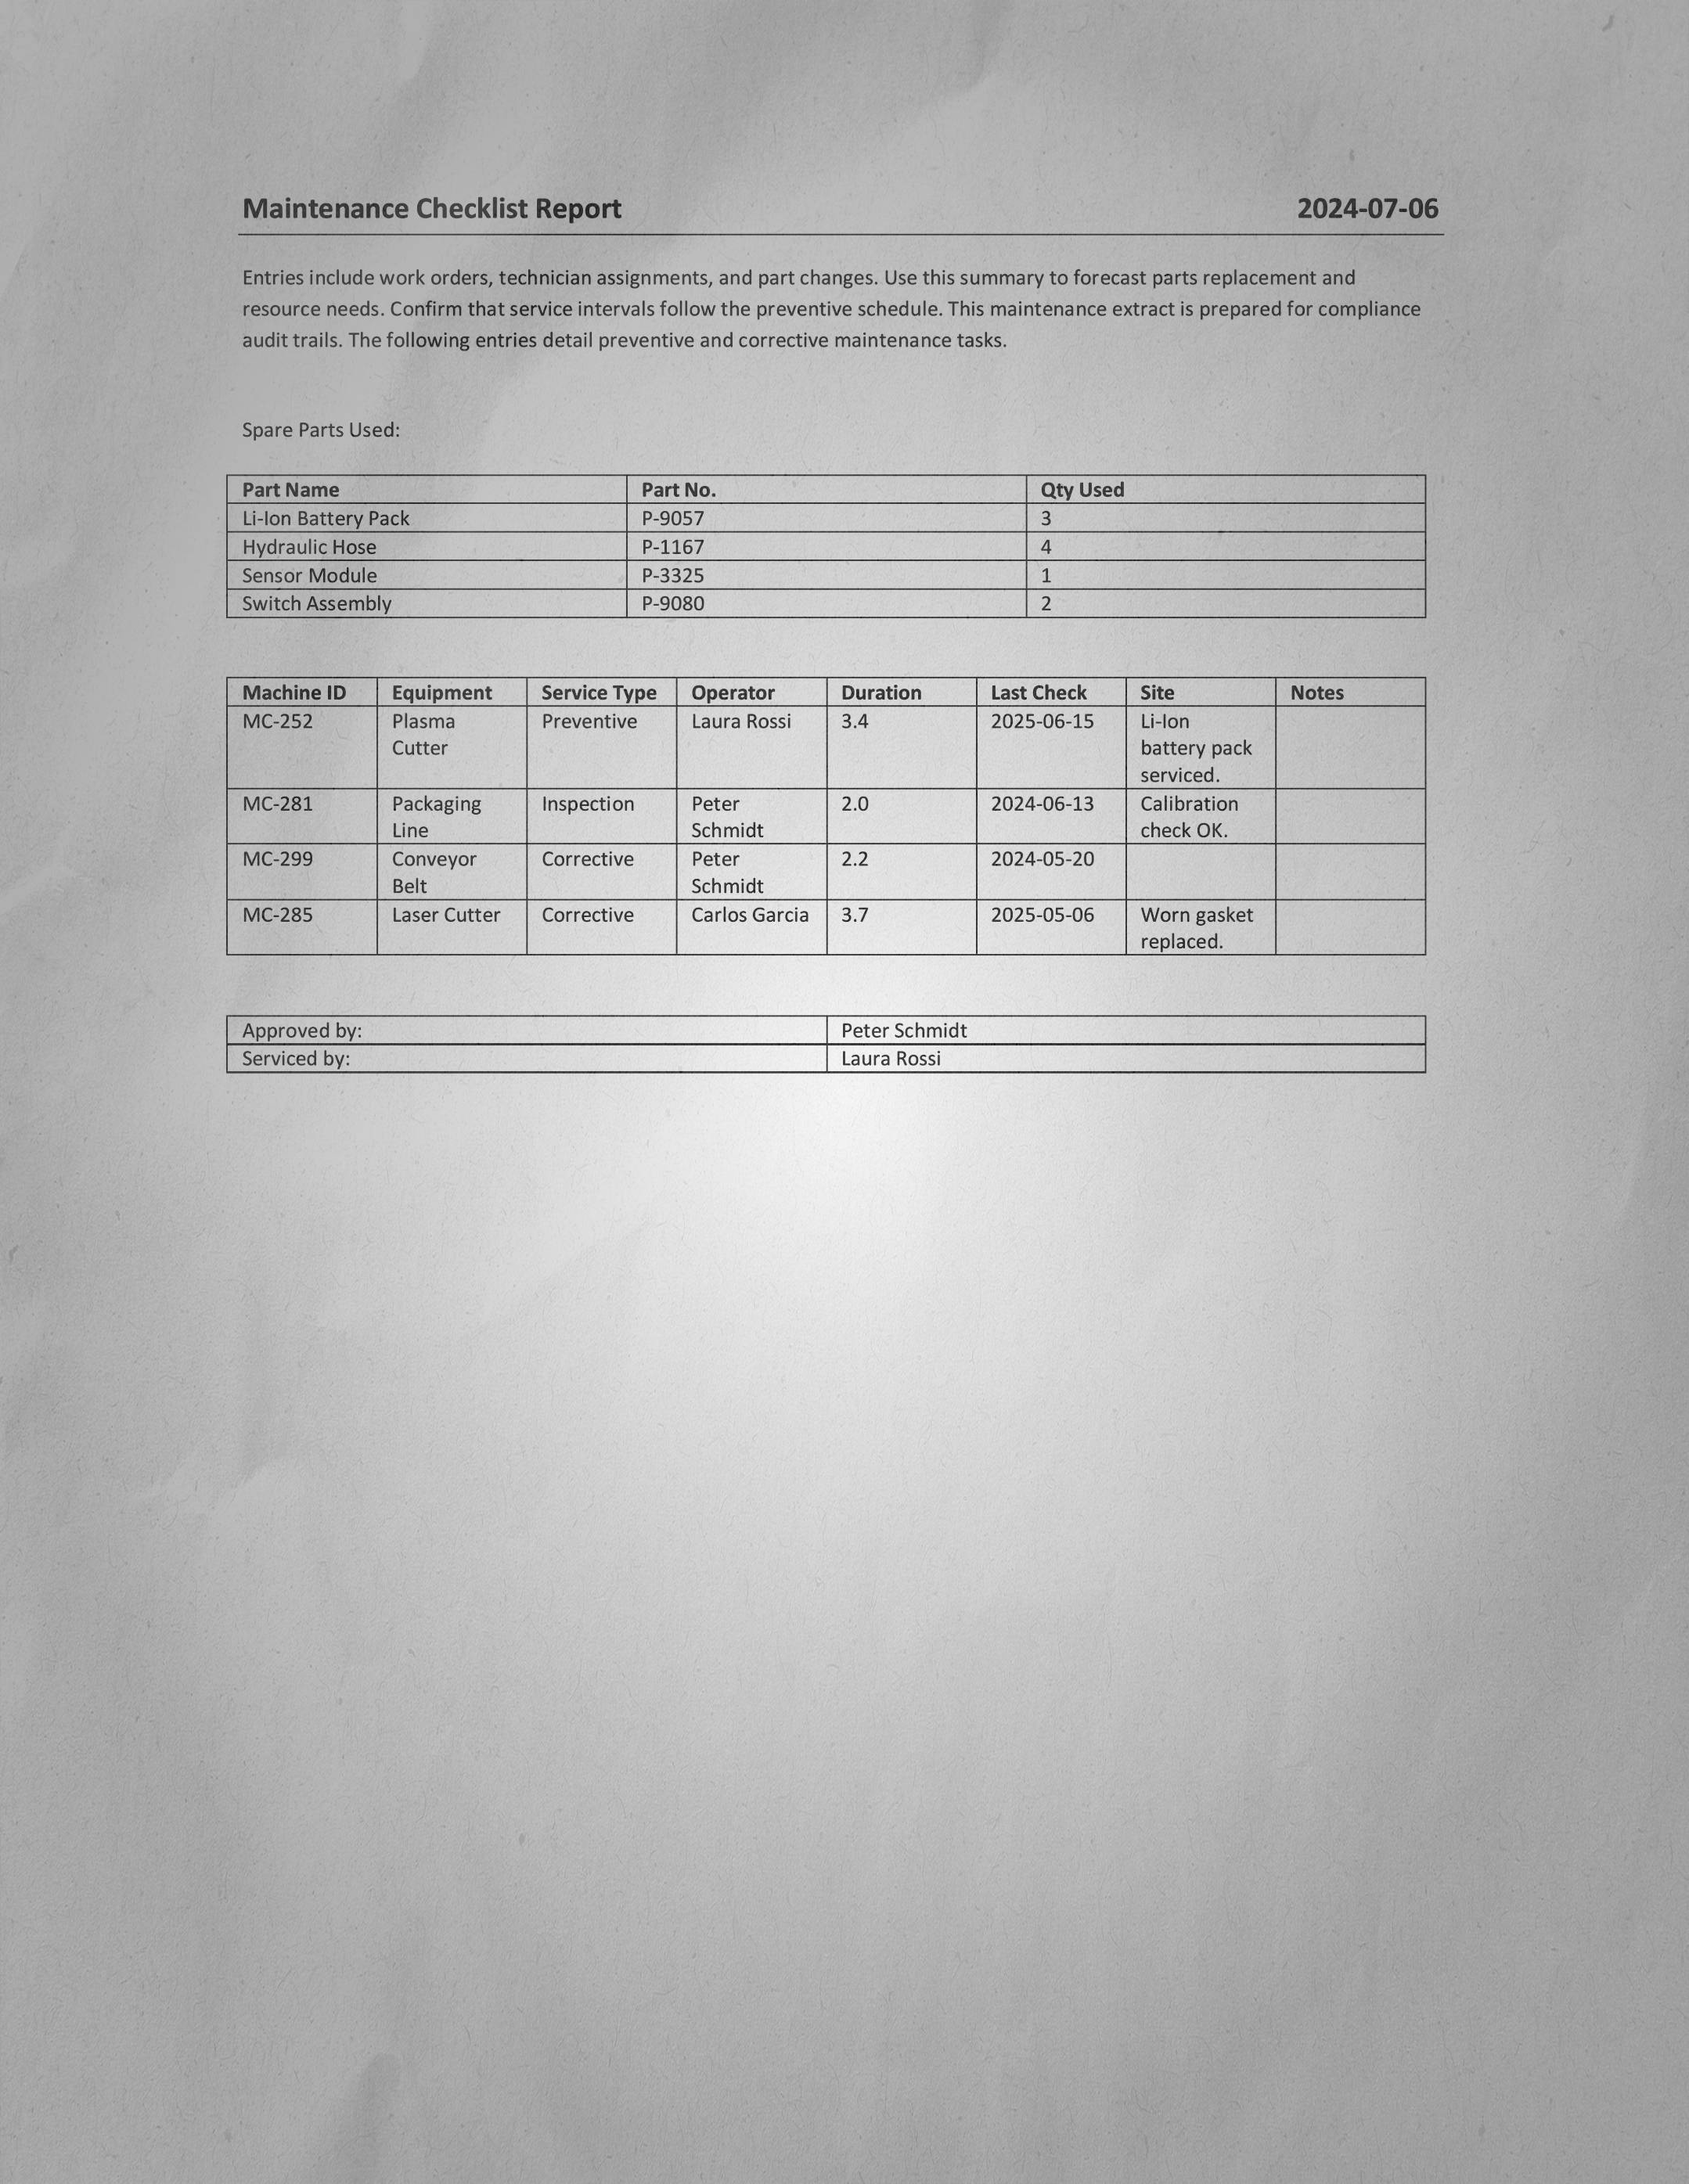 Maintenance Checklist Report 2024-07-06
Entries include work orders, technician assignments, and part changes. Use this summary to forecast parts replacement and
resource needs. Confirm that service intervals follow the preventive schedule. This maintenance extract is prepared for compliance
audit trails. The following entries detail preventive and corrective maintenance tasks.
Spare Parts Used:
Part Name Part No. Qty Used
Li-Ion Battery Pack P-9057 3
Hydraulic Hose P-1167 4
Sensor Module P-3325 1
Switch Assembly P-9080 2
Machine ID Equipment Service Type Operator Duration Last Check Site Notes
MC-252 Plasma Preventive Laura Rossi 3.4 2025-06-15 Li-Ion
Cutter battery pack
serviced.
MC-281 Packaging Inspection Peter 2.0 2024-06-13 Calibration
Line Schmidt check OK.
MC-299 Conveyor Corrective Peter 2.2 2024-05-20
Belt Schmidt
MC-285 Laser Cutter Corrective Carlos Garcia 3.7 2025-05-06 Worn gasket
replaced.
Approved by: Peter Schmidt
Serviced by: Laura Rossi